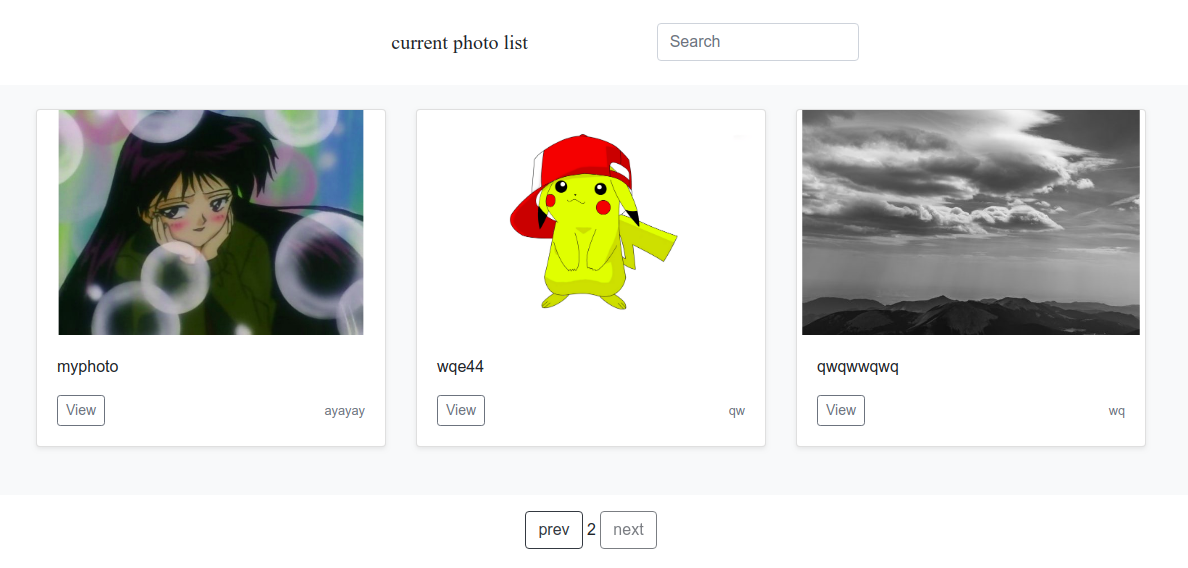 current photo list
Search
myphoto
View
ayayay
wqe44
View
qw
qwqwwqwq
View
wq
prev 2 next